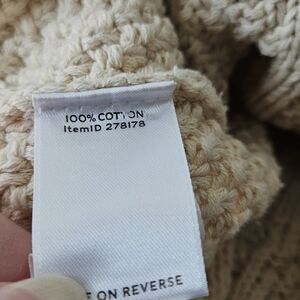 100% COTTON
ItemID 278178
ON REVERSE